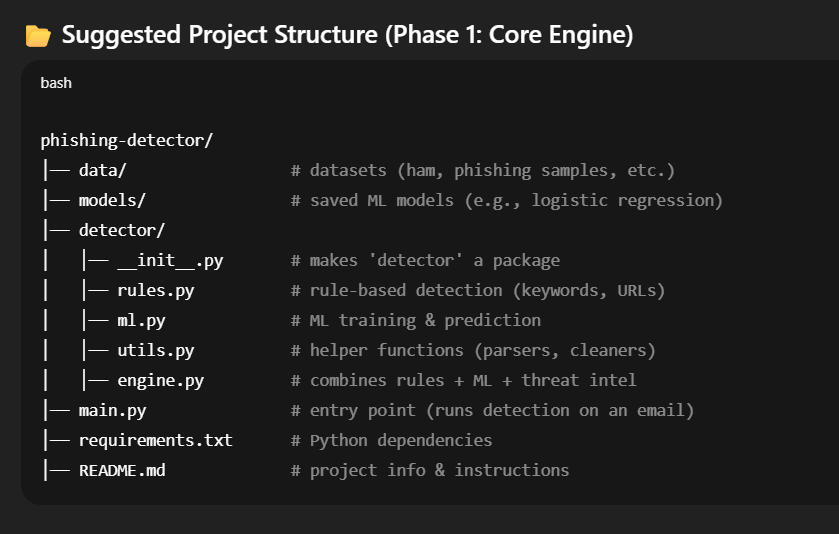 📂 Suggested Project Structure (Phase 1: Core Engine)
bash
phishing-detector/
│── data/                 # datasets (ham, phishing samples, etc.)
│── models/               # saved ML models (e.g., logistic regression)
│── detector/
│   │── __init__.py       # makes 'detector' a package
│   │── rules.py          # rule-based detection (keywords, URLs)
│   │── ml.py             # ML training & prediction
│   │── utils.py          # helper functions (parsers, cleaners)
│   │── engine.py         # combines rules + ML + threat intel
│── main.py               # entry point (runs detection on an email)
│── requirements.txt      # Python dependencies
│── README.md             # project info & instructions